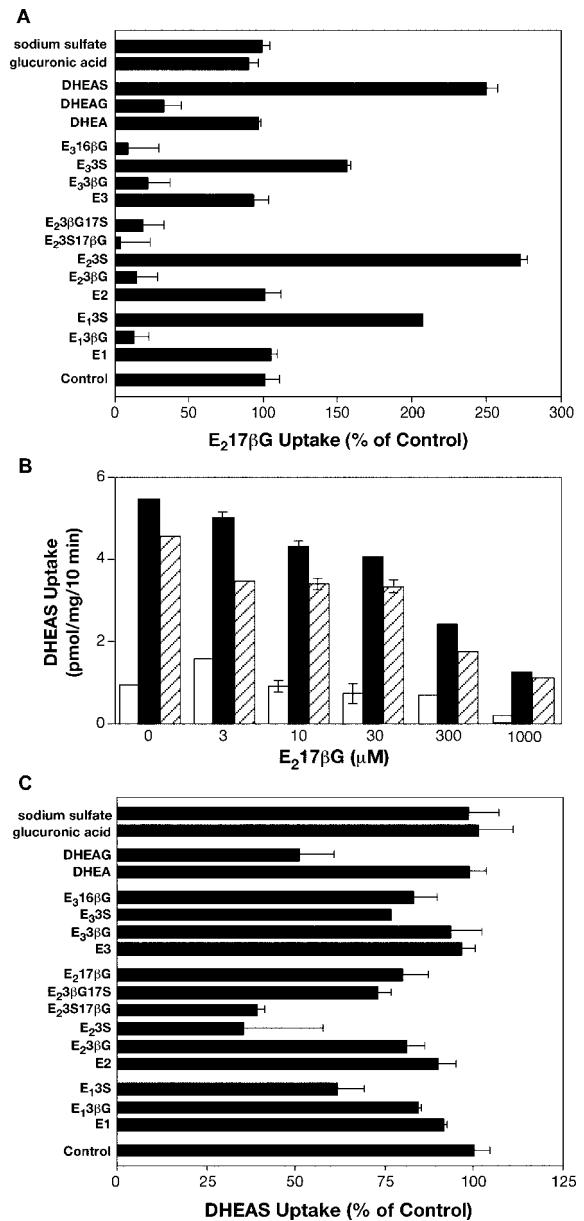 A
sodium sulfate
glucuronic acid
DHEAS
DHEAG
DHEA
E₃16βG
E₃3S
E₃3βG
E3
E₂3βG17S
E₂3S17βG
E₂3S
E₂3βG
E2
E₁3S
E₁3βG
E1
Control
0 50 100 150 200 250 300
E₂17βG Uptake (% of Control)
B
6
4
2
0
DHEAS Uptake
(pmol/mg/10 min)
0 3 10 30 300 1000
E₂17βG (μM)
C
sodium sulfate
glucuronic acid
DHEAG
DHEA
E₃16βG
E₃3S
E₃3βG
E3
E₂17βG
E₂3βG17S
E₂3S17βG
E₂3S
E₂3βG
E2
E₁3S
E₁3βG
E1
Control
0 25 50 75 100 125
DHEAS Uptake (% of Control)